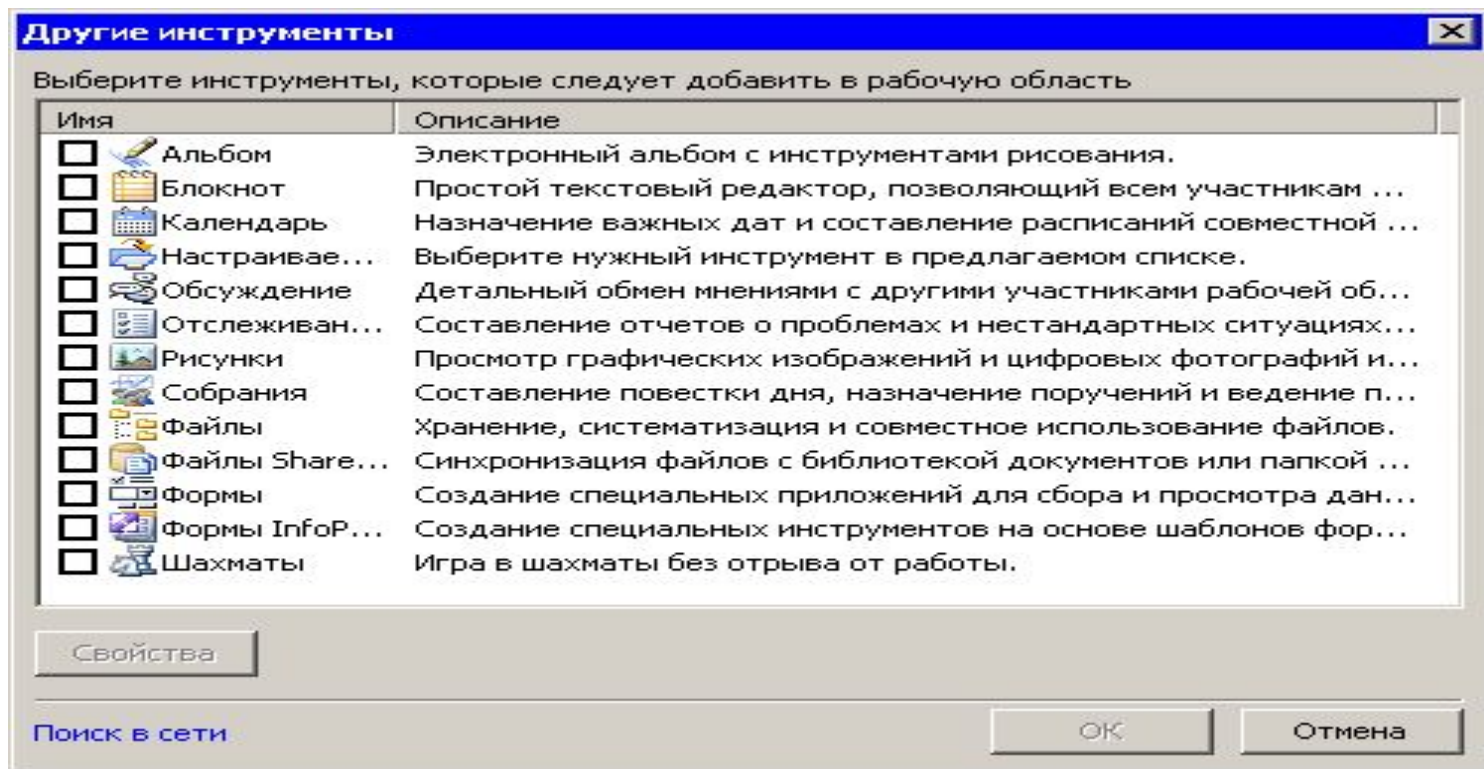 Другие инструменты
Выберите инструменты, которые следует добавить в рабочую область
Имя Описание
Альбом Электронный альбом с инструментами рисования.
Блокнот Простой текстовый редактор, позволяющий всем участникам ...
Календарь Назначение важных дат и составление расписаний совместной ...
Настраивае... Выберите нужный инструмент в предлагаемом списке.
Обсуждение Детальный обмен мнениями с другими участниками рабочей об...
Отслеживан... Составление отчетов о проблемах и нестандартных ситуациях...
Рисунки Просмотр графических изображений и цифровых фотографий и...
Собрания Составление повестки дня, назначение поручений и ведение п...
Файлы Хранение, систематизация и совместное использование файлов.
Файлы Share... Синхронизация файлов с библиотекой документов или папкой ...
Формы Создание специальных приложений для сбора и просмотра дан...
Формы InfoP... Создание специальных инструментов на основе шаблонов фор...
Шахматы Игра в шахматы без отрыва от работы.
Свойства
Поиск в сети OK Отмена